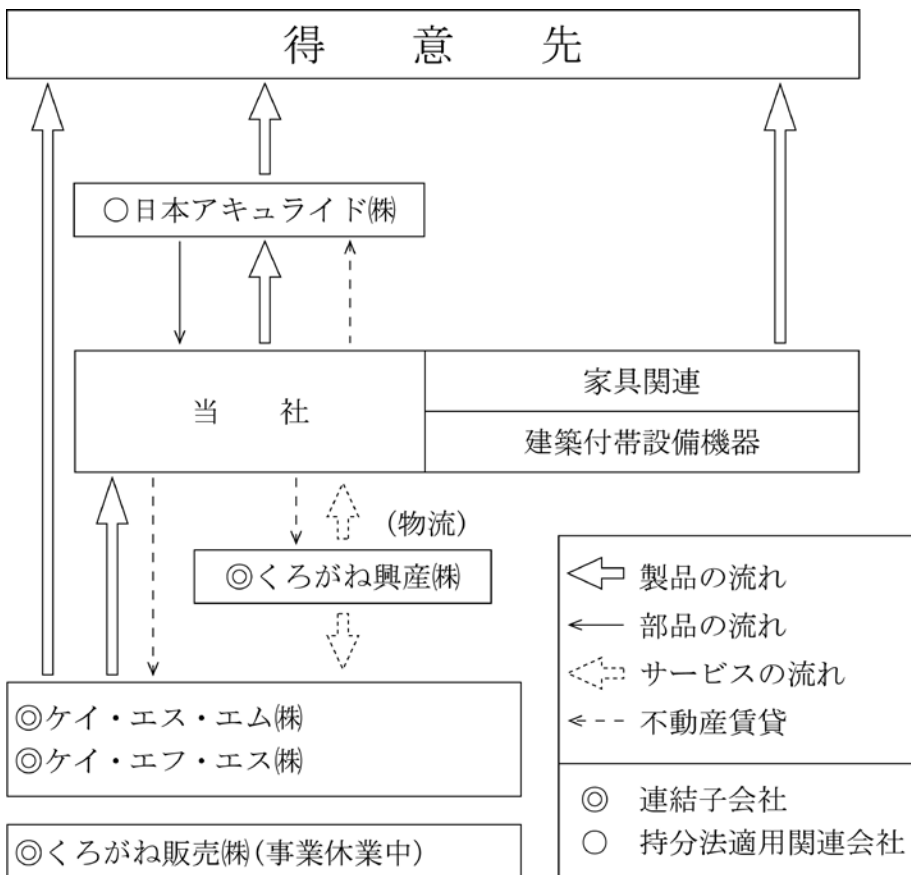 得意先
○日本アキュライド㈱
当社
家具関連
建築付帯設備機器
(物流)
◎くろがね興産㈱
製品の流れ
部品の流れ
サービスの流れ
不動産賃貸
◎ケイ・エス・エム㈱
◎ケイ・エフ・エス㈱
◎くろがね販売㈱(事業休業中)
◎ 連結子会社
○ 持分法適用関連会社